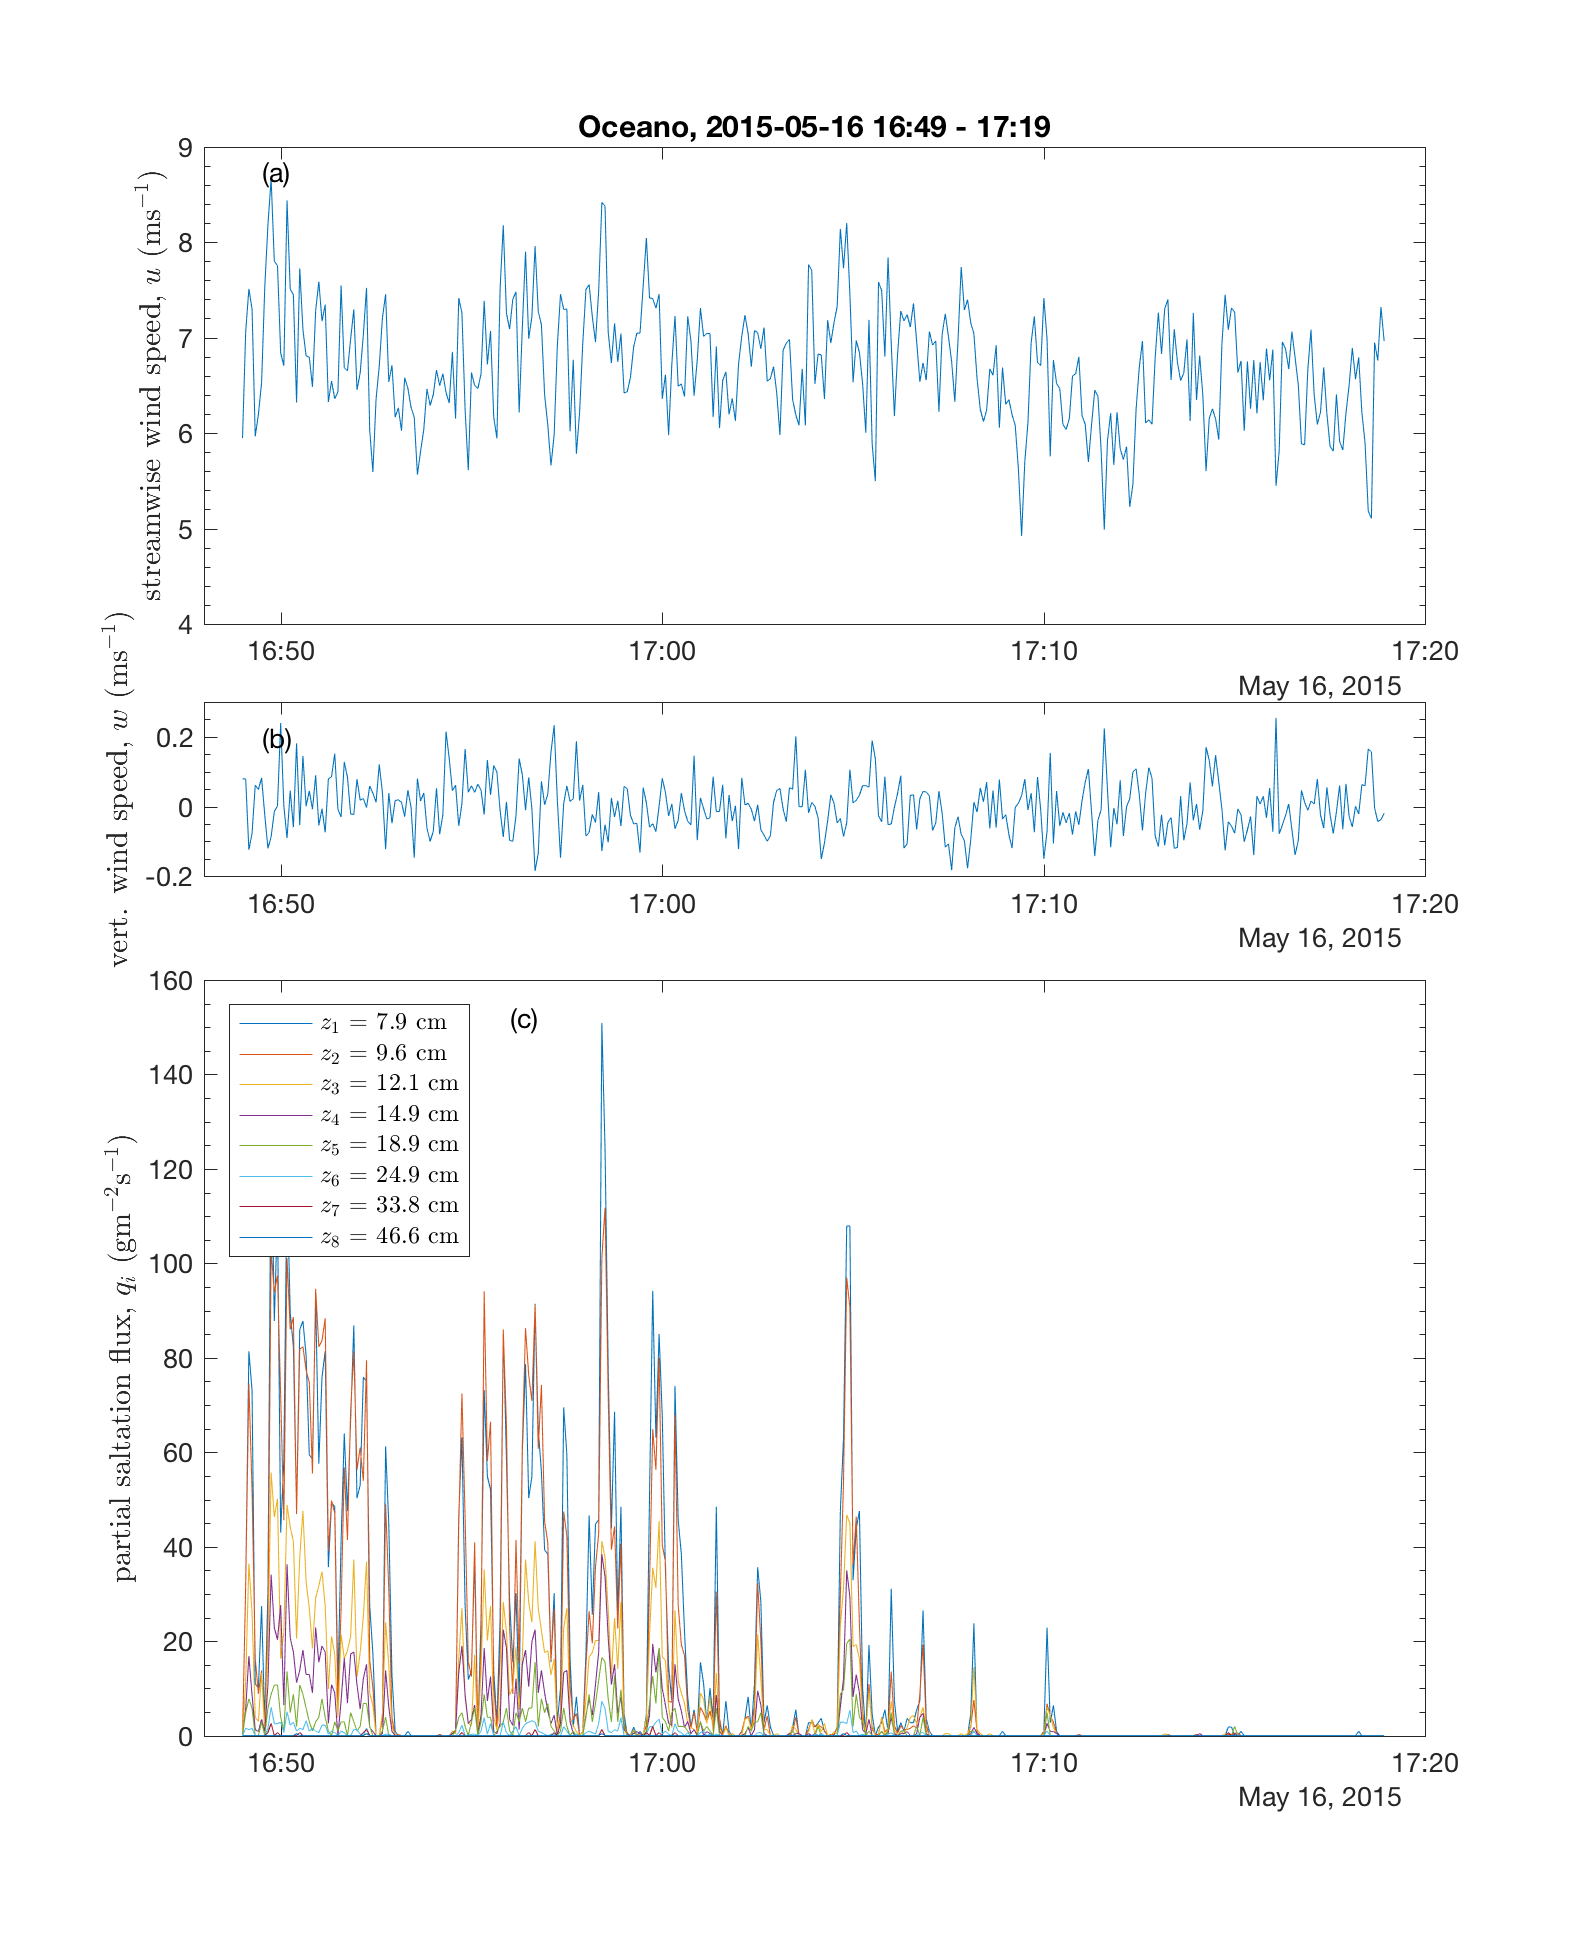 Oceano, 2015-05-16 16:49 - 17:19
(a)
streamwise wind speed, u (ms⁻¹)
9
8
7
6
5
4
16:50 17:00 17:10 17:20
May 16, 2015
(b)
vert. wind speed, w (ms⁻¹)
0.2
0
-0.2
16:50 17:00 17:10 17:20
May 16, 2015
(c)
partial saltation flux, qᵢ (gm⁻²s⁻¹)
160
140
120
100
80
60
40
20
0
z₁ = 7.9 cm
z₂ = 9.6 cm
z₃ = 12.1 cm
z₄ = 14.9 cm
z₅ = 18.9 cm
z₆ = 24.9 cm
z₇ = 33.8 cm
z₈ = 46.6 cm
16:50 17:00 17:10 17:20
May 16, 2015